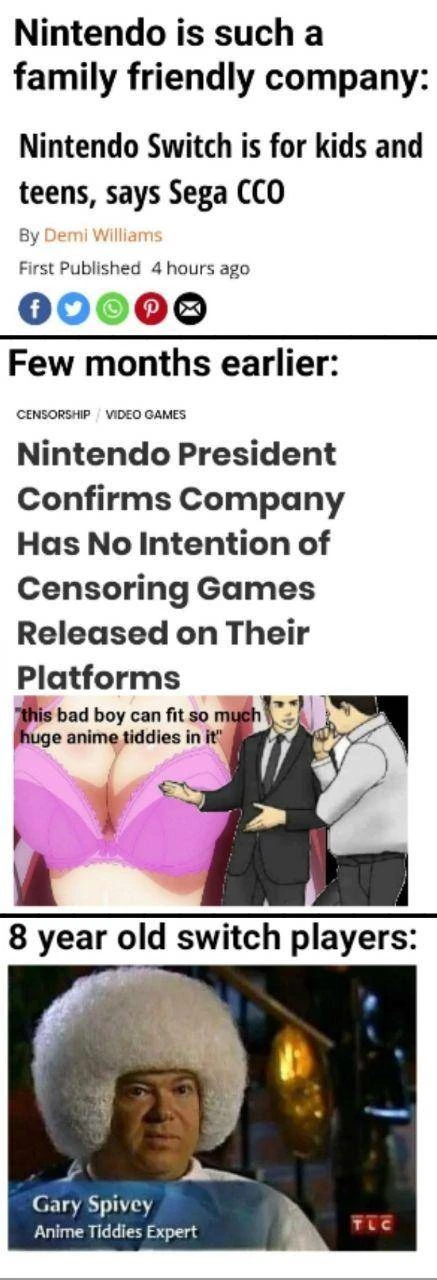 Nintendo is such a
family friendly company:
Nintendo Switch is for kids and
teens, says Sega CCO
By Demi Williams
First Published 4 hours ago
Few months earlier:
CENSORSHIP / VIDEO GAMES
Nintendo President
Confirms Company
Has No Intention of
Censoring Games
Released on Their
Platforms
"this bad boy can fit so much
huge anime tiddies in it"
8 year old switch players:
Gary Spivey
Anime Tiddies Expert
TLC